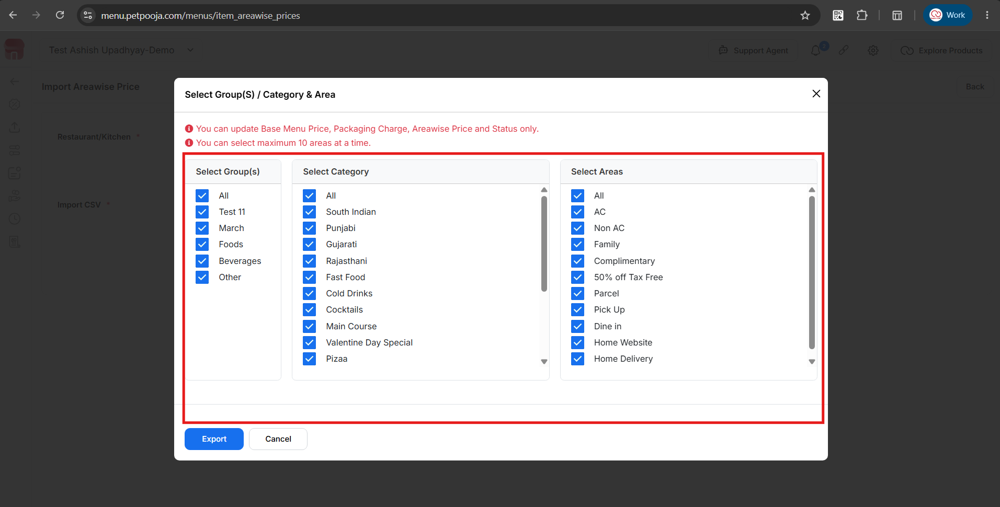 menu.petpooja.com/menus/item_areawise_prices
Work
Test Ashish Upadhyay-Demo
Support Agent
2
Explore Products
Import Areawise Price
Back
Restaurant/Kitchen *
Import CSV *
Select Group(S) / Category & Area
You can update Base Menu Price, Packaging Charge, Areawise Price and Status only.
You can select maximum 10 areas at a time.
Select Group(s)
All
Test 11
March
Foods
Beverages
Other
Select Category
All
South Indian
Punjabi
Gujarati
Rajasthani
Fast Food
Cold Drinks
Cocktails
Main Course
Valentine Day Special
Pizaa
Select Areas
All
AC
Non AC
Family
Complimentary
50% off Tax Free
Parcel
Pick Up
Dine in
Home Website
Home Delivery
Export
Cancel